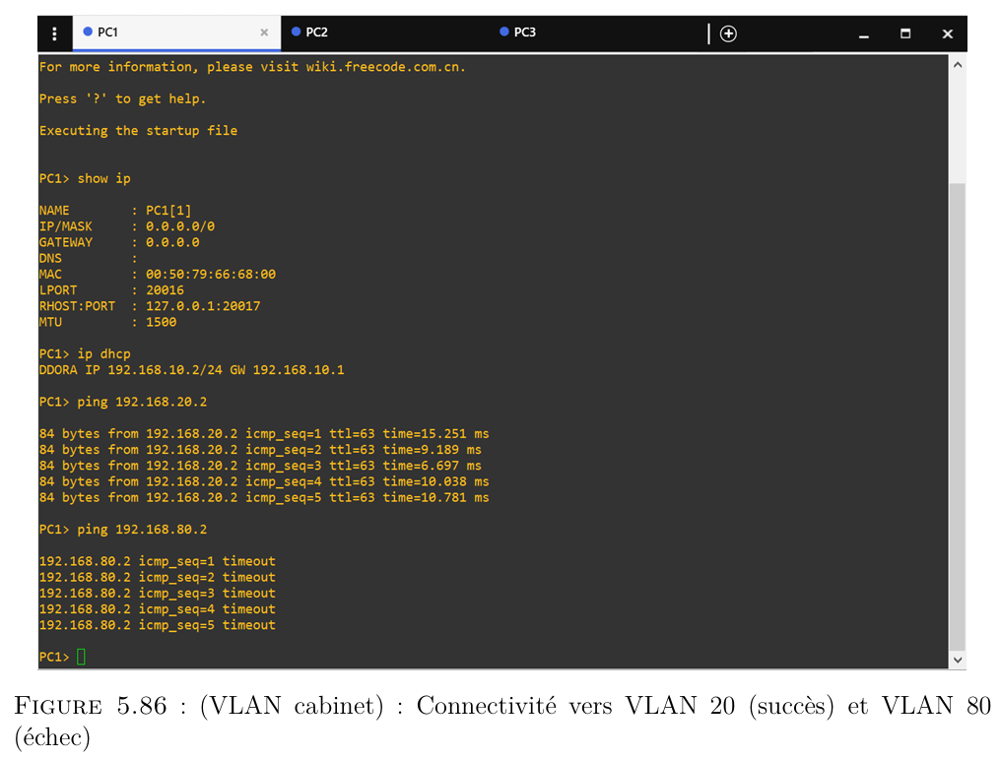 PC1
PC2
PC3
For more information, please visit wiki.freecode.com.cn.
Press '?' to get help.
Executing the startup file
PC1> show ip
NAME : PC1[1]
IP/MASK : 0.0.0.0/0
GATEWAY : 0.0.0.0
DNS :
MAC : 00:50:79:66:68:00
LPORT : 20016
RHOST:PORT : 127.0.0.1:20017
MTU : 1500
PC1> ip dhcp
DDORA IP 192.168.10.2/24 GW 192.168.10.1
PC1> ping 192.168.20.2
84 bytes from 192.168.20.2 icmp_seq=1 ttl=63 time=15.251 ms
84 bytes from 192.168.20.2 icmp_seq=2 ttl=63 time=9.189 ms
84 bytes from 192.168.20.2 icmp_seq=3 ttl=63 time=6.697 ms
84 bytes from 192.168.20.2 icmp_seq=4 ttl=63 time=10.038 ms
84 bytes from 192.168.20.2 icmp_seq=5 ttl=63 time=10.781 ms
PC1> ping 192.168.80.2
192.168.80.2 icmp_seq=1 timeout
192.168.80.2 icmp_seq=2 timeout
192.168.80.2 icmp_seq=3 timeout
192.168.80.2 icmp_seq=4 timeout
192.168.80.2 icmp_seq=5 timeout
PC1>
FIGURE 5.86 : (VLAN cabinet) : Connectivité vers VLAN 20 (succès) et VLAN 80
(échec)